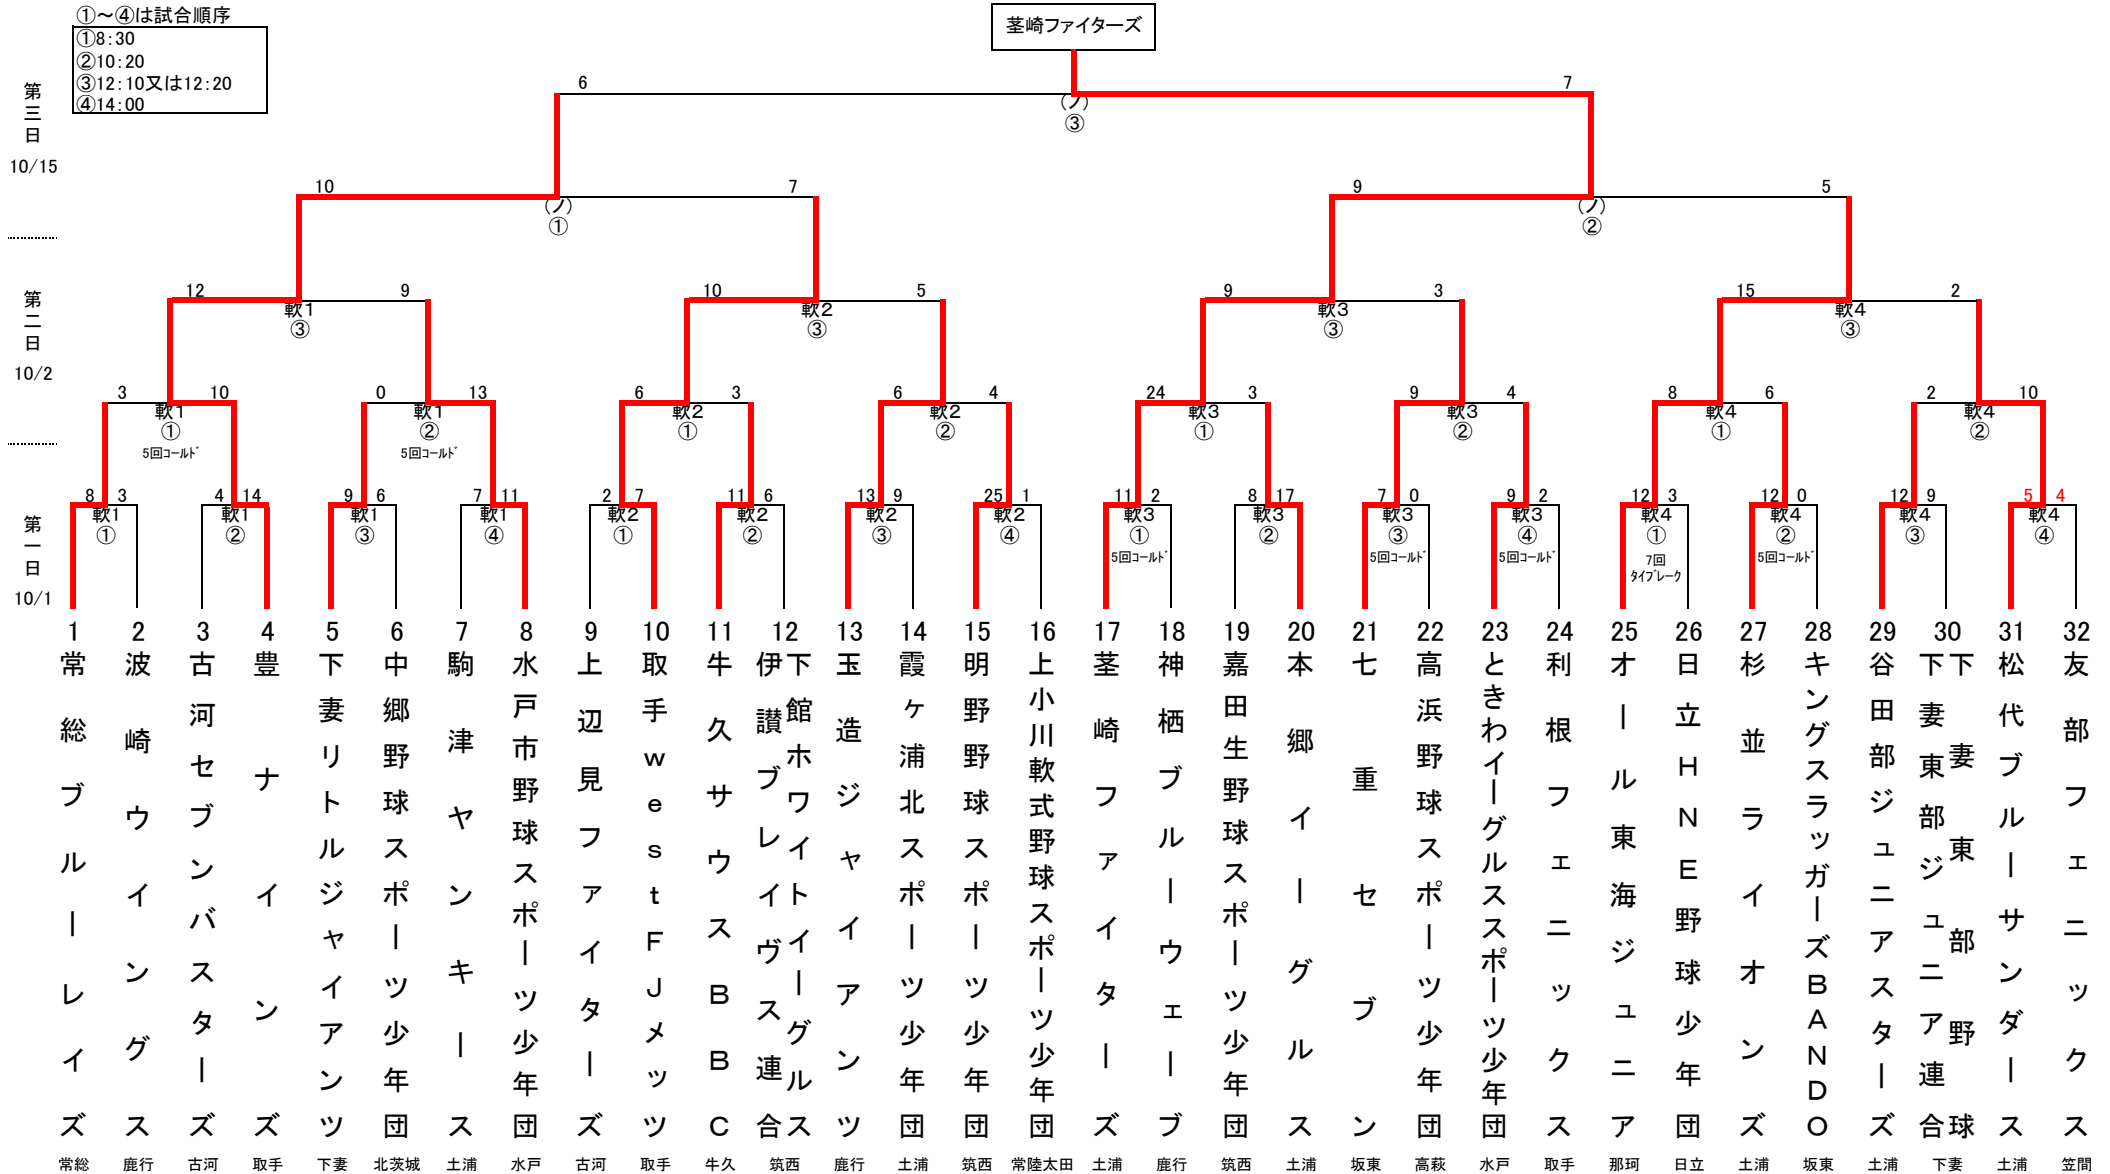 ①～④は試合順序
①8:30
②10:20
③12:10又は12:20
④14:00
茎崎ファイターズ
第三日
10/15
6 7
(ノ)
③
10 7 9 5
(ノ) (ノ)
① ②
第二日
10/2
12 9 10 5 9 3 15 2
軟1 軟2 軟3 軟4
③ ③ ③ ③
3 10 0 13 6 3 6 4 24 3 9 4 8 6 2 10
軟1 軟1 軟2 軟2 軟3 軟3 軟4 軟4
① ② ① ② ① ② ① ②
5回コールド 5回コールド
第一日
10/1
8 3 4 14 9 6 7 11 2 7 11 6 13 9 25 1 11 2 8 17 7 0 9 2 12 3 12 0 12 9 5 4
軟1 軟1 軟1 軟1 軟2 軟2 軟2 軟2 軟3 軟3 軟3 軟3 軟4 軟4 軟4 軟4
① ② ③ ④ ① ② ③ ④ ① ② ③ ④ ① ② ③ ④
5回コールド 5回コールド 5回コールド 7回 5回コールド
タイブレーク
1 常総ブルーレイズ 常総
2 波崎ウイングス 鹿行
3 古河セブンバスターズ 古河
4 豊ナインズ 取手
5 下妻リトルジャイアンツ 下妻
6 中郷野球スポーツ少年団 北茨城
7 駒津ヤンキース 土浦
8 水戸市野球スポーツ少年団 水戸
9 上辺見ファイターズ 古河
10 取手westFJメッツ 取手
11 牛久サウスBBC 牛久
12 下館ホワイトイーグルス
伊讃ブレイヴス連合 筑西
13 玉造ジャイアンツ 鹿行
14 霞ヶ浦北スポーツ少年団 土浦
15 明野野球スポーツ少年団 筑西
16 上小川軟式野球スポーツ少年団 常陸太田
17 茎崎ファイターズ 土浦
18 神栖ブルーウェーブ 鹿行
19 嘉田生野球スポーツ少年団 筑西
20 本郷イーグルス 土浦
21 七重セブン 坂東
22 高浜野球スポーツ少年団 高萩
23 ときわイーグルススポーツ少年団 水戸
24 利根フェニックス 取手
25 オール東海ジュニア 那珂
26 日立HNE野球少年団 日立
27 杉並ライオンズ 土浦
28 キングスラッガーズBANDO 坂東
29 谷田部ジュニアスターズ 土浦
30 下妻東部野球
下妻東部ジュニア連合 下妻
31 松代ブルーサンダース 土浦
32 友部フェニックス 笠間